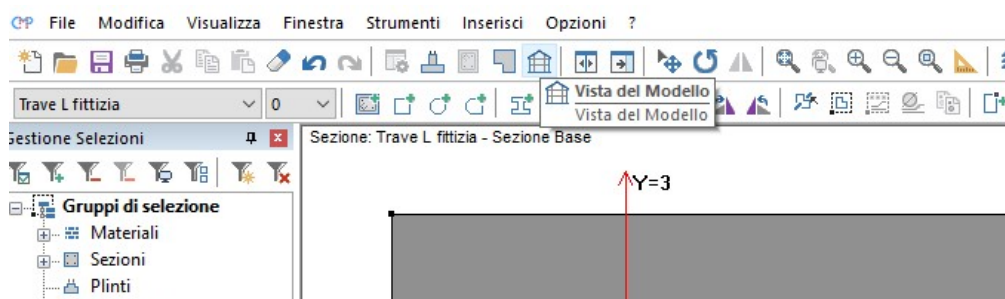 CMP File Modifica Visualizza Finestra Strumenti Inserisci Opzioni ?
Trave L fittizia 0
Vista del Modello
Vista del Modello
Gestione Selezioni
Sezione: Trave L fittizia - Sezione Base
Y=3
Gruppi di selezione
Materiali
Sezioni
Plinti